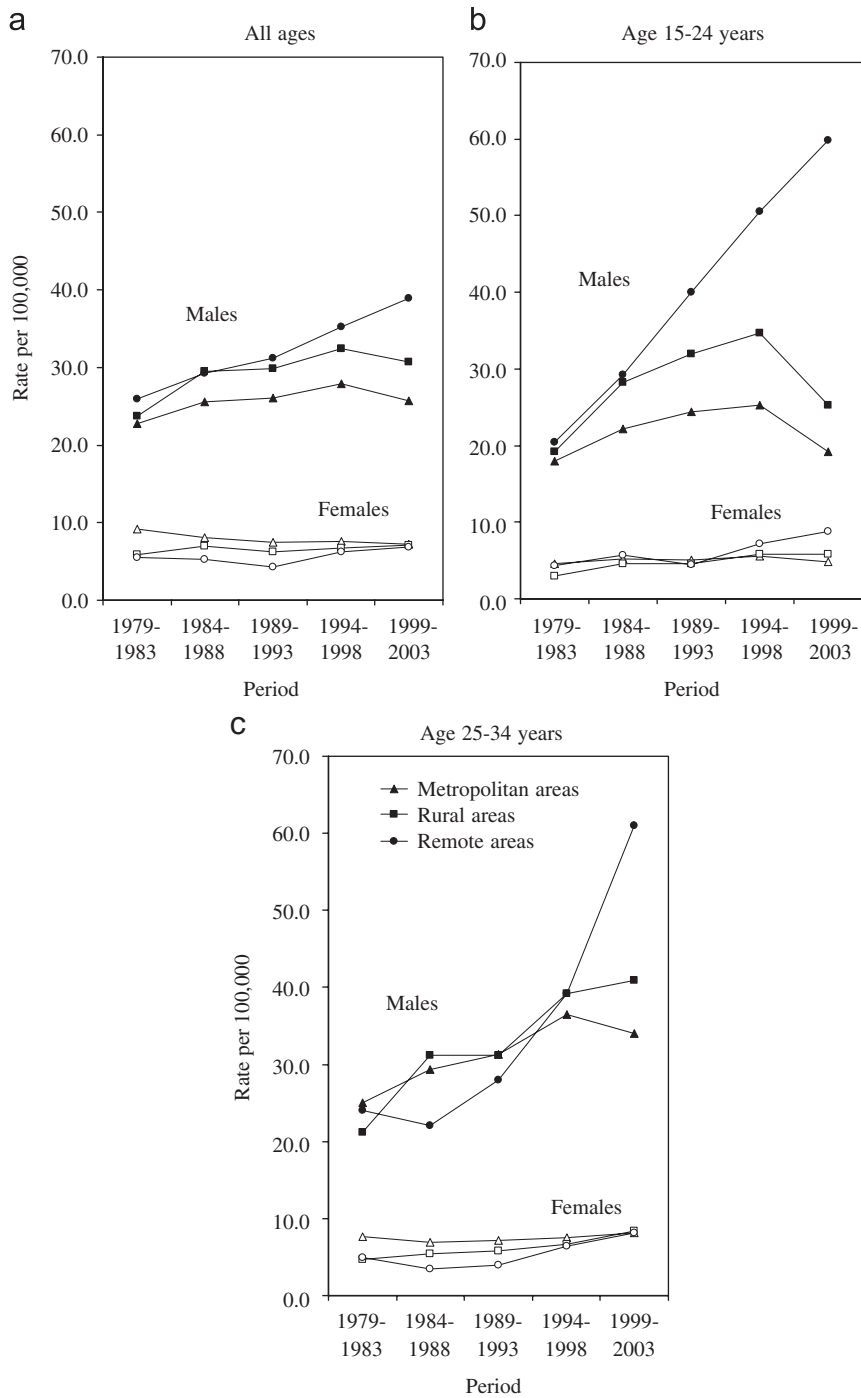 a
All ages
70.0
60.0
50.0
40.0
30.0
20.0
10.0
0.0
Rate per 100,000
Males
Females
1979-
1983
1984-
1988
1989-
1993
1994-
1998
1999-
2003
Period
b
Age 15-24 years
70.0
60.0
50.0
40.0
30.0
20.0
10.0
0.0
Males
Females
1979-
1983
1984-
1988
1989-
1993
1994-
1998
1999-
2003
Period
c
Age 25-34 years
70.0
60.0
50.0
40.0
30.0
20.0
10.0
0.0
Rate per 100,000
Metropolitan areas
Rural areas
Remote areas
Males
Females
1979-
1983
1984-
1988
1989-
1993
1994-
1998
1999-
2003
Period